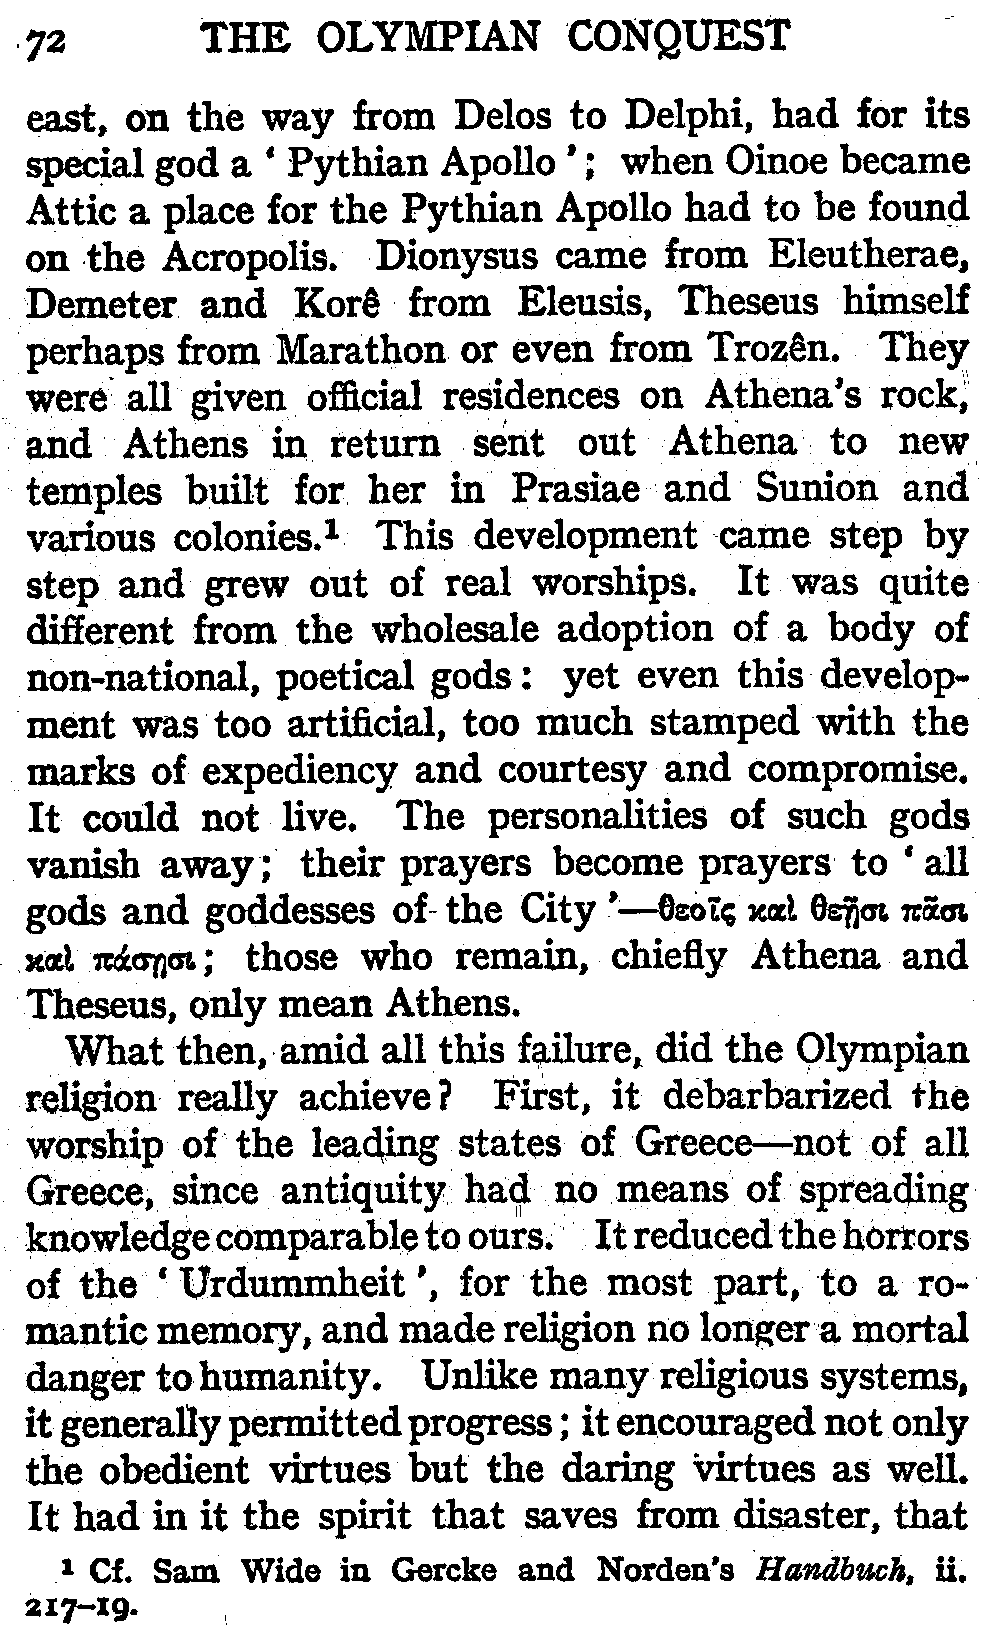 72 THE OLYMPIAN CONQUEST
east, on the way from Delos to Delphi, had for its
special god a ‘ Pythian Apollo ’; when Oinoe became
Attic a place for the Pythian Apollo had to be found
on the Acropolis. Dionysus came from Eleutherae,
Demeter and Korê from Eleusis, Theseus himself
perhaps from Marathon or even from Trozên. They
were all given official residences on Athena’s rock,
and Athens in return sent out Athena to new
temples built for her in Prasiae and Sunion and
various colonies.¹ This development came step by
step and grew out of real worships. It was quite
different from the wholesale adoption of a body of
non-national, poetical gods : yet even this develop-
ment was too artificial, too much stamped with the
marks of expediency and courtesy and compromise.
It could not live. The personalities of such gods
vanish away; their prayers become prayers to ‘ all
gods and goddesses of the City ’—θεοῖς καὶ θεῇσι πᾶσι
καὶ πάσῃσι; those who remain, chiefly Athena and
Theseus, only mean Athens.
What then, amid all this failure, did the Olympian
religion really achieve? First, it debarbarized the
worship of the leading states of Greece—not of all
Greece, since antiquity had no means of spreading
knowledge comparable to ours. It reduced the horrors
of the ‘ Urdummheit ’, for the most part, to a ro-
mantic memory, and made religion no longer a mortal
danger to humanity. Unlike many religious systems,
it generally permitted progress; it encouraged not only
the obedient virtues but the daring virtues as well.
It had in it the spirit that saves from disaster, that
¹ Cf. Sam Wide in Gercke and Norden’s Handbuch, ii.
217–19.